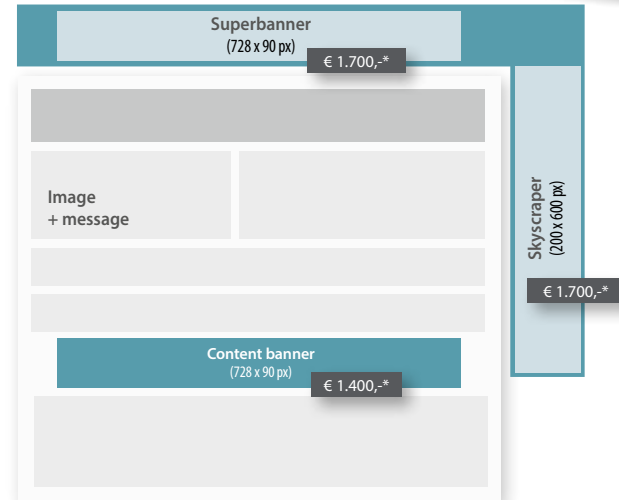 Superbanner
(728 x 90 px)
€ 1.700,-*
Image
+ message
Skyscraper
(200 x 600 px)
€ 1.700,-*
Content banner
(728 x 90 px)
€ 1.400,-*